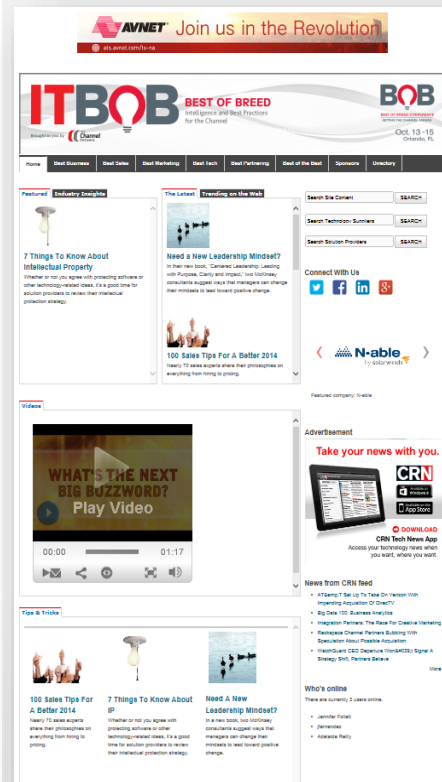 AVNET Join us in the Revolution
ats.avnet.com/ts-na
ITBOB BEST OF BREED
Intelligence and Best Practices
for the Channel
Brought to you by The Channel Company
BOB
BEST OF BREED CONFERENCE
Oct. 13 -15
Orlando, FL
Home Best Business Best Sales Best Marketing Best Tech Best Partnering Best of the Best Sponsors Directory
Featured Industry Insights
7 Things To Know About
Intellectual Property
Whether or not you agree with protecting software or
other technology-related ideas, it's a good time for
solution providers to review their intellectual
protection strategy.
The Latest Trending on the Web
Need a New Leadership Mindset?
In their new book, "Centered Leadership: Leading
with Purpose, Clarity and Impact," two McKinsey
consultants suggest ways that managers can change
their mindsets to lead toward positive change.
100 Sales Tips For A Better 2014
Nearly 70 sales experts share their philosophies on
everything from hiring to pricing.
Search Site Content SEARCH
Search Technology Suppliers SEARCH
Search Solution Providers SEARCH
Connect With Us
N-able
by solarwinds
Featured company: N-able
Videos
WHAT'S THE NEXT
BIG BUZZWORD?
Play Video
00:00 01:17
Advertisement
Take your news with you.
CRN
Windows 8
App Store
DOWNLOAD
CRN Tech News App
Access your technology news when
you want, where you want.
News from CRN feed
AT&amp;T Set Up To Take On Verizon With
Impending Acquisition Of DirecTV
Big Data 100: Business Analytics
Integration Partners: The Race For Creative Marketing
Rackspace Channel Partners Bubbling With
Speculation About Possible Acquisition
WatchGuard CEO Departure Won&#039;t Signal A
Strategy Shift, Partners Believe
More
Who's online
There are currently 3 users online.
Jennifer Follett
jfernandes
Adelaide Reilly
Tips & Tricks
100 Sales Tips For
A Better 2014
Nearly 70 sales experts
share their philosophies on
everything from hiring to
pricing.
7 Things To Know About
IP
Whether or not you agree with
protecting software or other
technology-related ideas, it's a good
time for solution providers to review
their intellectual protection strategy.
Need A New
Leadership Mindset?
In a new book, two McKinsey
consultants suggest ways that
managers can change their
mindsets to lead toward positive
change.